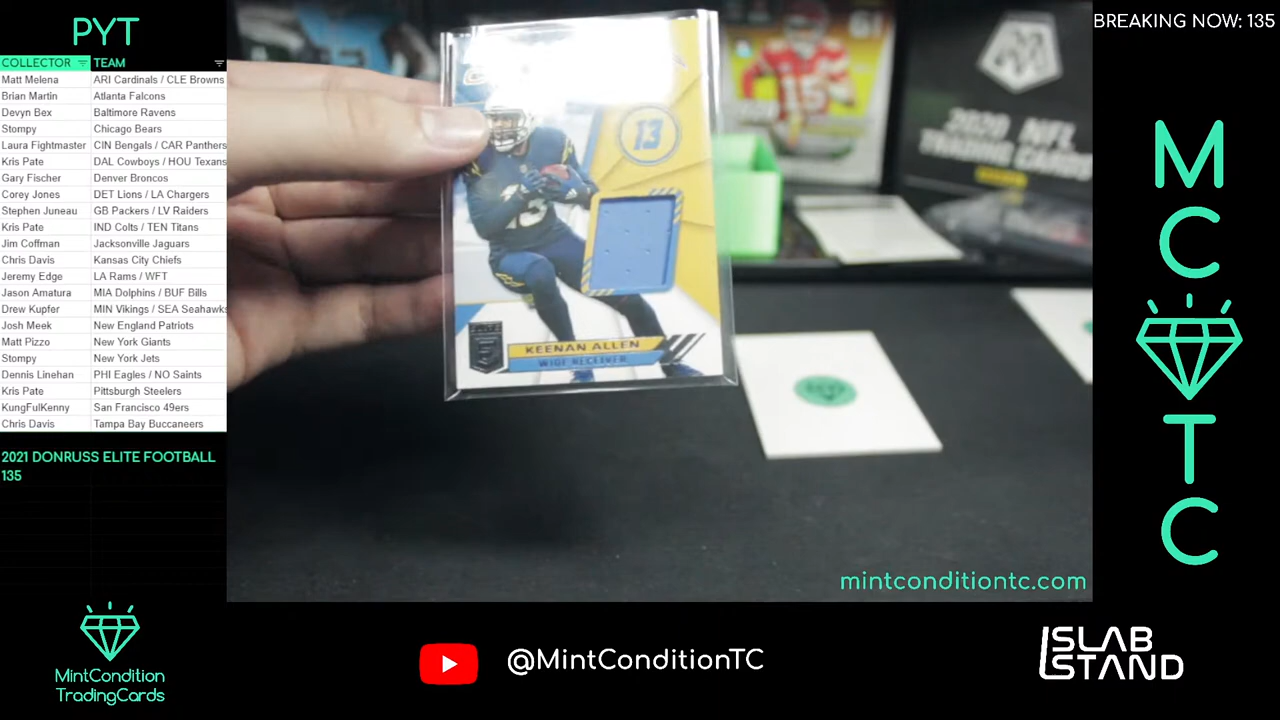 PYT
COLLECTOR TEAM
Matt Melena ARI Cardinals / CLE Browns
Brian Martin Atlanta Falcons
Devyn Bex Baltimore Ravens
Stompy Chicago Bears
Laura Fightmaster CIN Bengals / CAR Panthers
Kris Pate DAL Cowboys / HOU Texans
Gary Fischer Denver Broncos
Corey Jones DET Lions / LA Chargers
Stephen Juneau GB Packers / LV Raiders
Kris Pate IND Colts / TEN Titans
Jim Coffman Jacksonville Jaguars
Chris Davis Kansas City Chiefs
Jeremy Edge LA Rams / WFT
Jason Amatura MIA Dolphins / BUF Bills
Drew Kupfer MIN Vikings / SEA Seahawks
Josh Meek New England Patriots
Matt Pizzo New York Giants
Stompy New York Jets
Dennis Linehan PHI Eagles / NO Saints
Kris Pate Pittsburgh Steelers
KungFulKenny San Francisco 49ers
Chris Davis Tampa Bay Buccaneers
2021 DONRUSS ELITE FOOTBALL
135
MintCondition
TradingCards
13
13
KEENAN ALLEN
WIDE RECEIVER
61
15
2020 NFL
TRADING CARDS
mintconditiontc.com
@MintConditionTC
BREAKING NOW: 135
M
C
T
C
SLAB
STAND